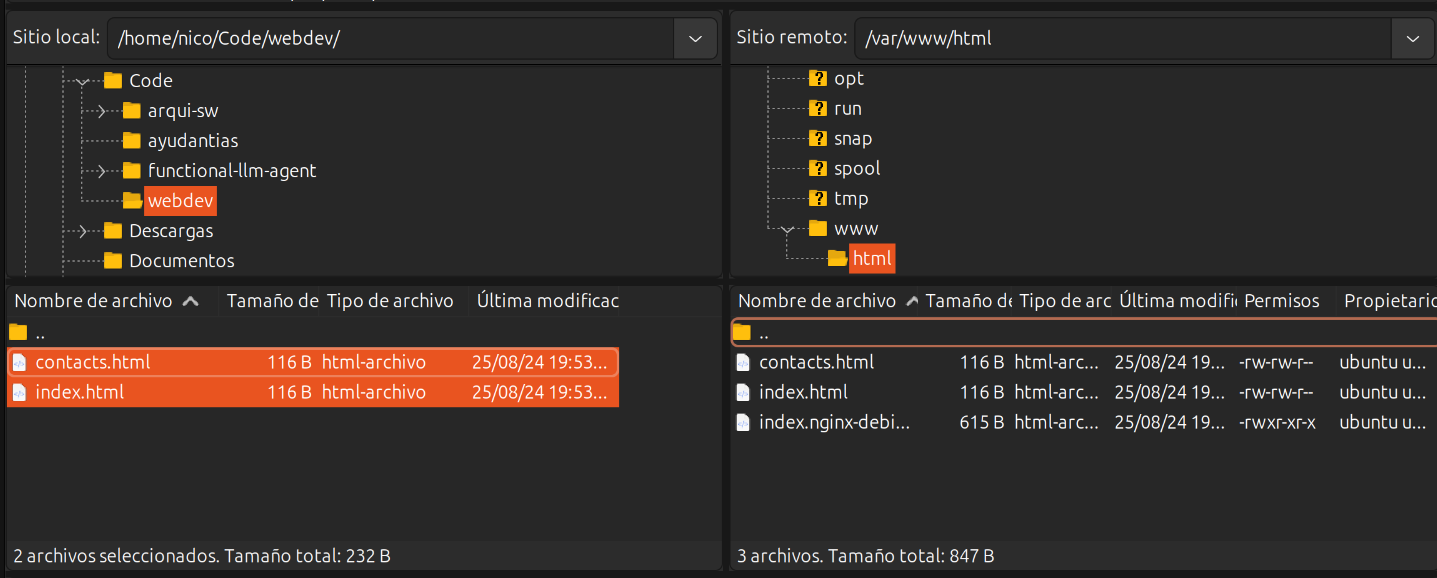 Sitio local: /home/nico/Code/webdev/
Code
arqui-sw
ayudantias
functional-llm-agent
webdev
Descargas
Documentos
Nombre de archivo Tamaño de Tipo de archivo Última modificac
..
contacts.html 116 B html-archivo 25/08/24 19:53...
index.html 116 B html-archivo 25/08/24 19:53...
2 archivos seleccionados. Tamaño total: 232 B
Sitio remoto: /var/www/html
opt
run
snap
spool
tmp
www
html
Nombre de archivo Tamaño de Tipo de arc Última modifi Permisos Propietario
..
contacts.html 116 B html-arc... 25/08/24 19... -rw-rw-r-- ubuntu u...
index.html 116 B html-arc... 25/08/24 19... -rw-rw-r-- ubuntu u...
index.nginx-debi... 615 B html-arc... 25/08/24 19... -rwxr-xr-x ubuntu u...
3 archivos. Tamaño total: 847 B